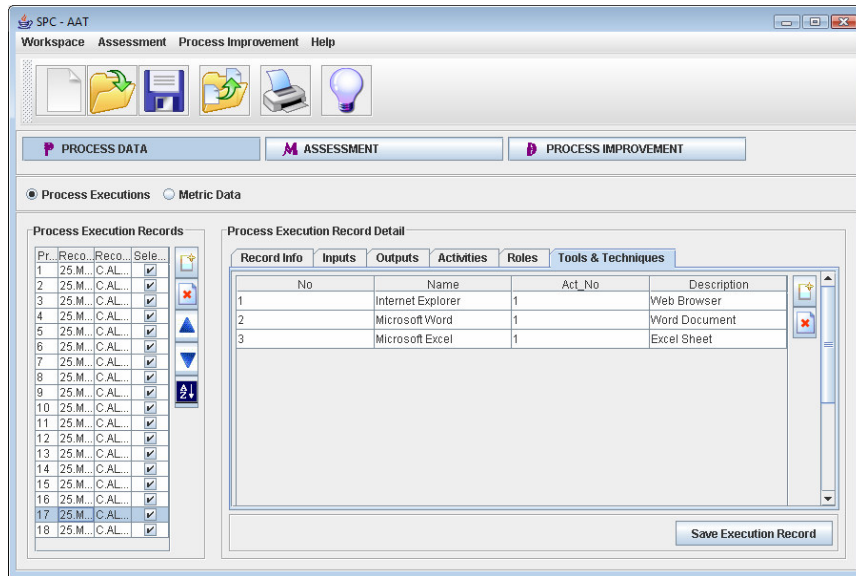 SPC - AAT
Workspace Assessment Process Improvement Help
P PROCESS DATA M ASSESSMENT D PROCESS IMPROVEMENT
Process Executions Metric Data
Process Execution Records
Pr... Reco... Reco... Sele...
1 25.M... C.AL...
2 25.M... C.AL...
3 25.M... C.AL...
4 25.M... C.AL...
5 25.M... C.AL...
6 25.M... C.AL...
7 25.M... C.AL...
8 25.M... C.AL...
9 25.M... C.AL...
10 25.M... C.AL...
11 25.M... C.AL...
12 25.M... C.AL...
13 25.M... C.AL...
14 25.M... C.AL...
15 25.M... C.AL...
16 25.M... C.AL...
17 25.M... C.AL...
18 25.M... C.AL...
A
Z
Process Execution Record Detail
Record Info Inputs Outputs Activities Roles Tools & Techniques
No Name Act_No Description
1 Internet Explorer 1 Web Browser
2 Microsoft Word 1 Word Document
3 Microsoft Excel 1 Excel Sheet
Save Execution Record